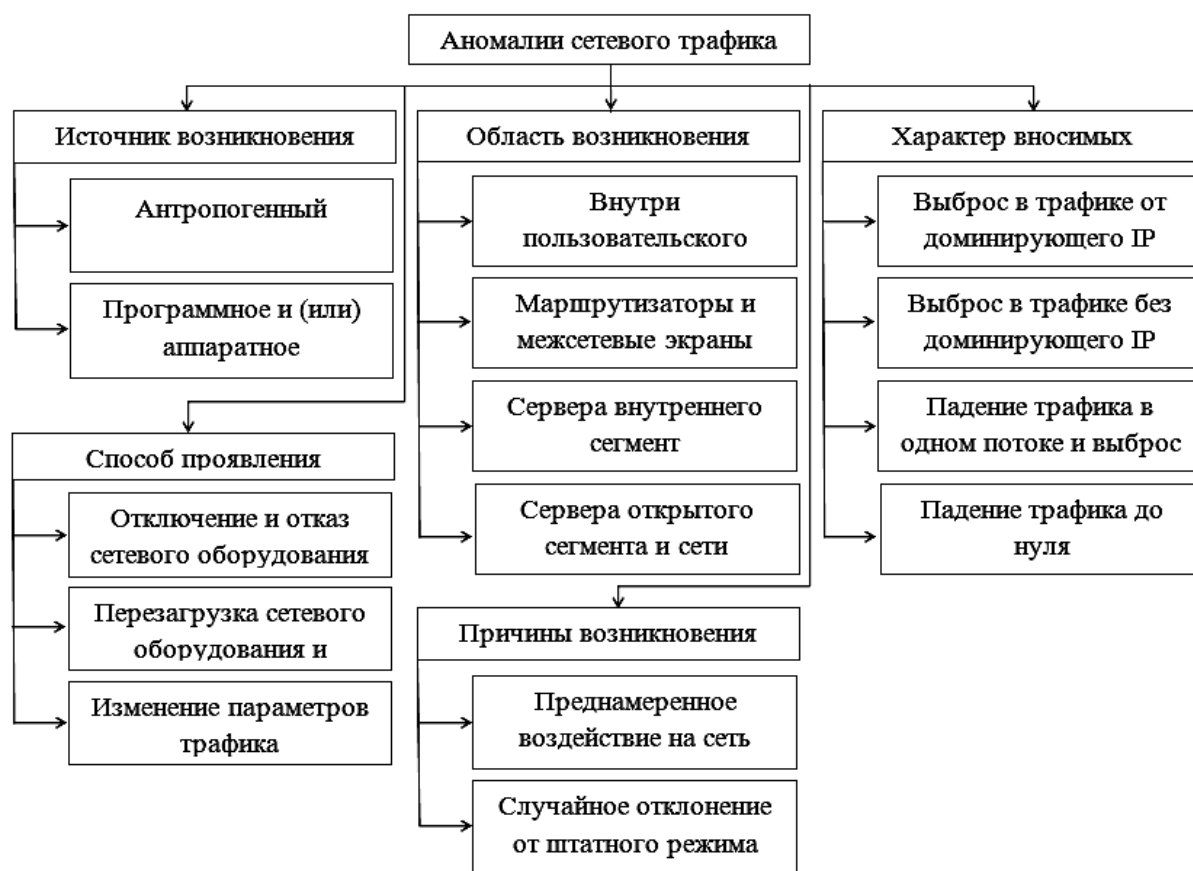 Аномалии сетевого трафика
Источник возникновения
Антропогенный
Программное и (или)
аппаратное
Способ проявления
Отключение и отказ
сетевого оборудования
Перезагрузка сетевого
оборудования и
Изменение параметров
трафика
Область возникновения
Внутри
пользовательского
Маршрутизаторы и
межсетевые экраны
Сервера внутреннего
сегмент
Сервера открытого
сегмента и сети
Причины возникновения
Преднамеренное
воздействие на сеть
Случайное отклонение
от штатного режима
Характер вносимых
Выброс в трафике от
доминирующего IP
Выброс в трафике без
доминирующего IP
Падение трафика в
одном потоке и выброс
Падение трафика до
нуля